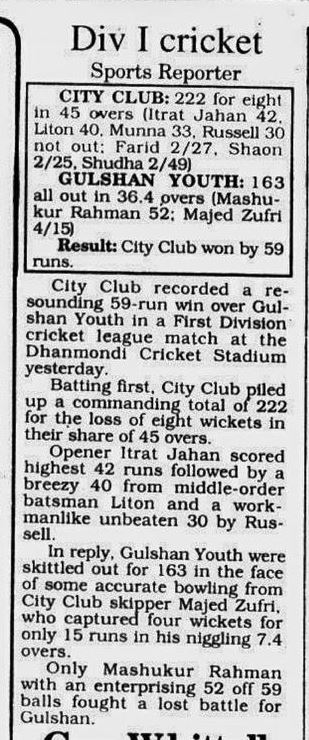 Div I cricket
Sports Reporter
CITY CLUB: 222 for eight
in 45 overs (Itrat Jahan 42,
Liton 40, Munna 33, Russell 30
not out; Farid 2/27, Shaon
2/25, Shudha 2/49)
GULSHAN YOUTH: 163
all out in 36.4 overs (Mashu-
kur Rahman 52; Majed Zufri
4/15)
Result: City Club won by 59
runs.
City Club recorded a re-
sounding 59-run win over Gul-
shan Youth in a First Division
cricket league match at the
Dhanmondi Cricket Stadium
yesterday.
Batting first, City Club piled
up a commanding total of 222
for the loss of eight wickets in
their share of 45 overs.
Opener Itrat Jahan scored
highest 42 runs followed by a
breezy 40 from middle-order
batsman Liton and a work-
manlike unbeaten 30 by Rus-
sell.
In reply, Gulshan Youth were
skittled out for 163 in the face
of some accurate bowling from
City Club skipper Majed Zufri,
who captured four wickets for
only 15 runs in his niggling 7.4
overs.
Only Mashukur Rahman
with an enterprising 52 off 59
balls fought a lost battle for
Gulshan.